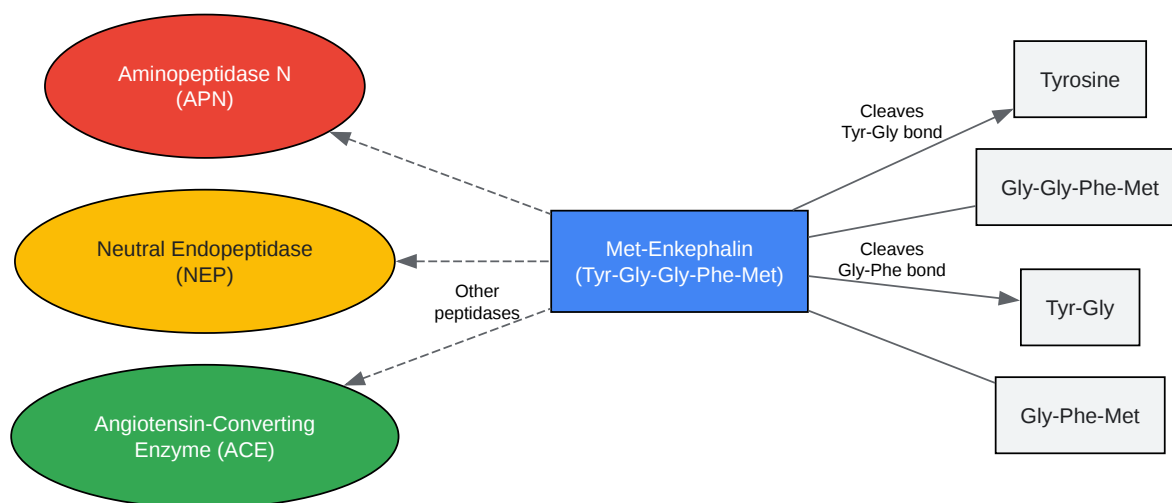 Aminopeptidase N
(APN)
Neutral Endopeptidase
(NEP)
Angiotensin-Converting
Enzyme (ACE)
Other
peptidases
Met-Enkephalin
(Tyr-Gly-Gly-Phe-Met)
Cleaves
Tyr-Gly bond
Cleaves
Gly-Phe bond
Tyrosine
Gly-Gly-Phe-Met
Tyr-Gly
Gly-Phe-Met